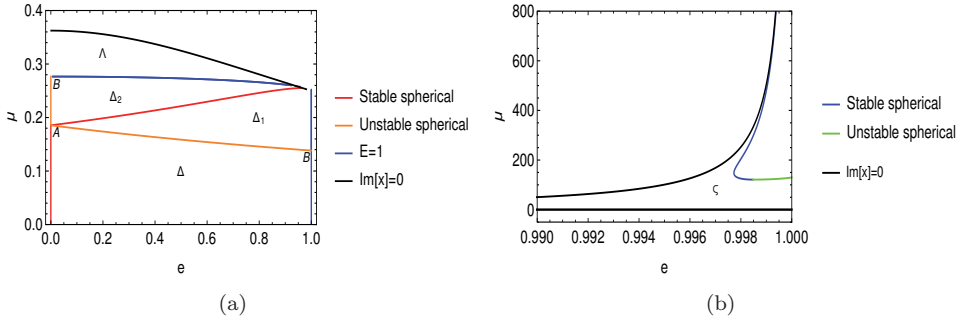 0.4
0.3
0.2
0.1
0.0
μ
Λ
B
Δ2
A
Δ1
B
Δ
0.0 0.2 0.4 0.6 0.8 1.0
e
Stable spherical
Unstable spherical
E=1
Im[x]=0
(a)
800
600
400
200
0
μ
ς
0.990 0.992 0.994 0.996 0.998 1.000
e
Stable spherical
Unstable spherical
Im[x]=0
(b)